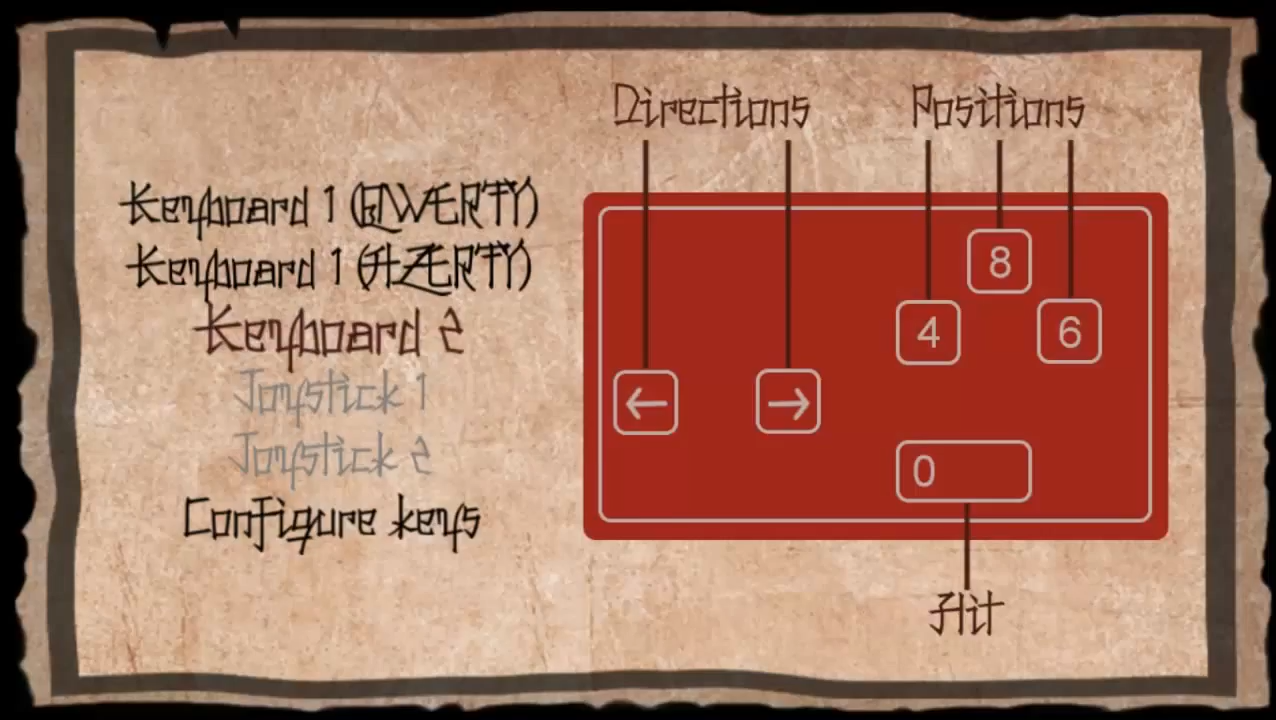 Keyboard 1 (QWERTY)
Keyboard 1 (AZERTY)
Keyboard 2
Joystick 1
Joystick 2
Configure keys
Directions
Positions
8
4
6
← →
0
Hit